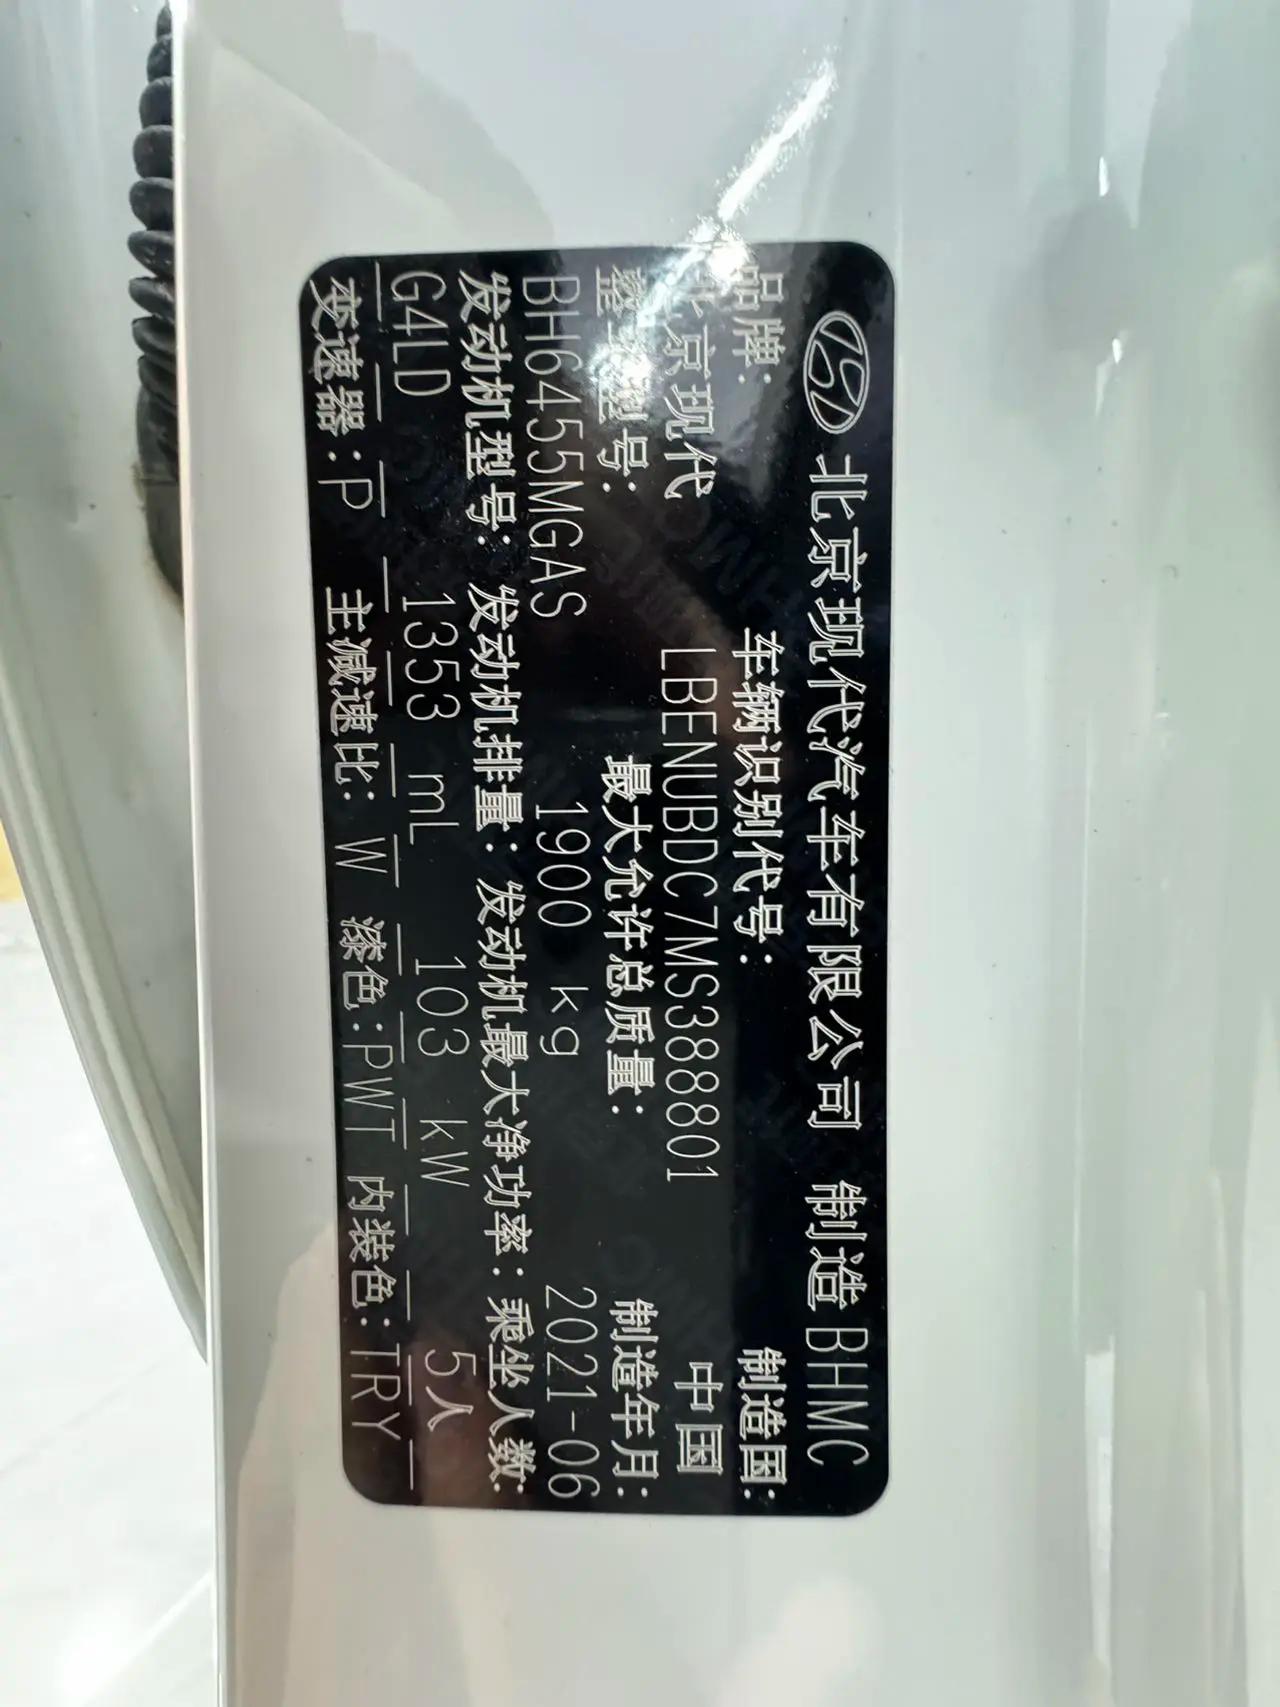 北京现代汽车有限公司 制造 BHMC
品牌: 车辆识别代号: 制造国:
北京现代 LBENUBDC7MS388801 中国
整车型号: 最大允许总质量: 制造年月:
BH6455MGAS 1900 kg 2021-06
发动机型号: 发动机排量: 发动机最大净功率: 乘坐人数:
G4LD 1353 mL 103 kW 5人
变速器:P 主减速比: W 漆色:PWT 内装色:TRY